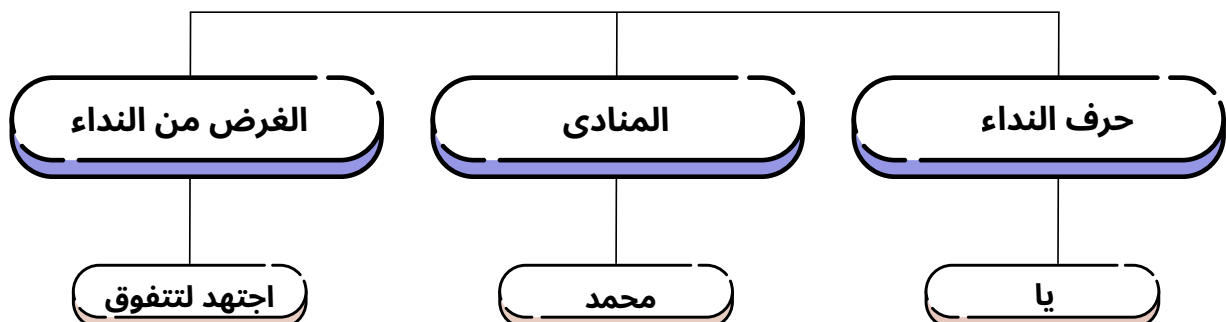 حرف النداء
المنادى
الغرض من النداء
يا
محمد
اجتهد لتتفوق